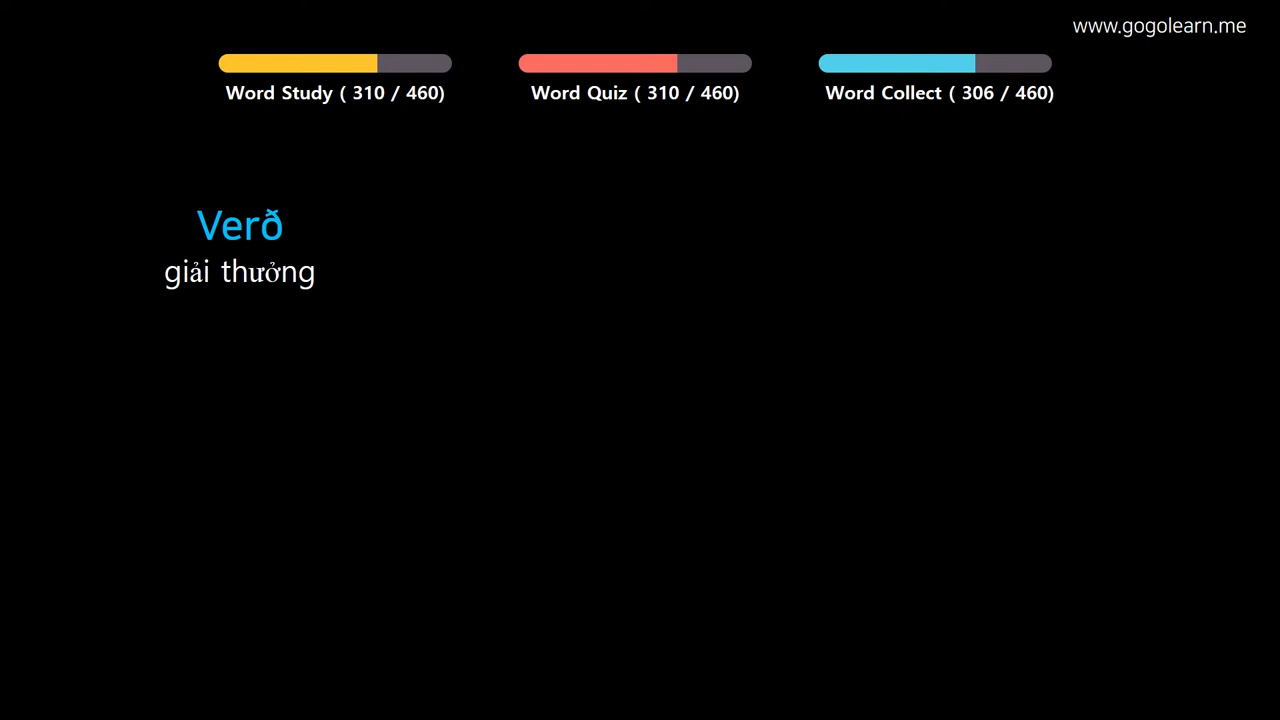 www.gogolearn.me
Word Study ( 310 / 460)
Word Quiz ( 310 / 460)
Word Collect ( 306 / 460)
Verð
giải thưởng